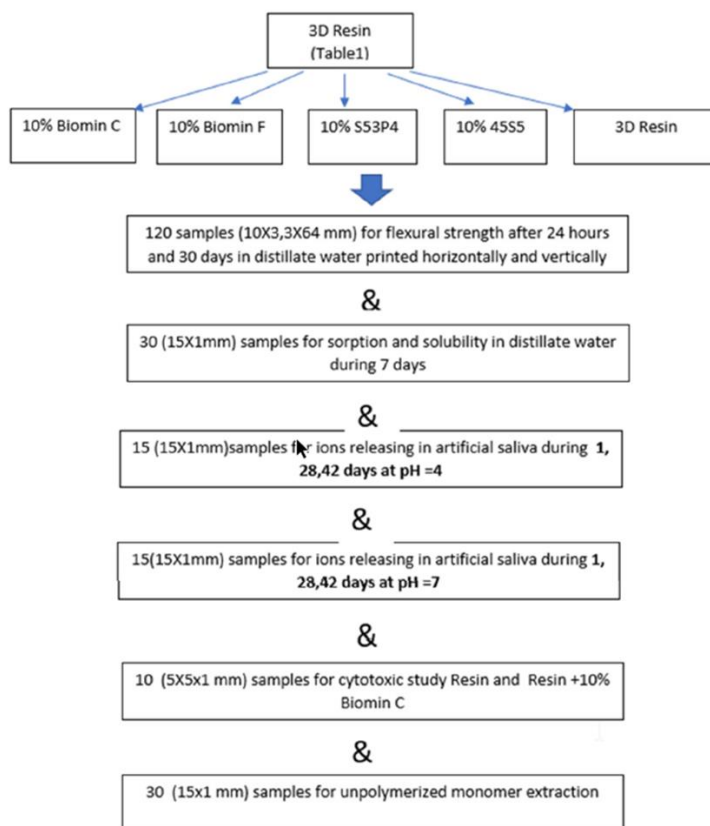 3D Resin
(Table1)
10% Biomin C
10% Biomin F
10% S53P4
10% 45S5
3D Resin
120 samples (10X3,3X64 mm) for flexural strength after 24 hours
and 30 days in distillate water printed horizontally and vertically
&
30 (15X1mm) samples for sorption and solubility in distillate water
during 7 days
&
15 (15X1mm)samples for ions releasing in artificial saliva during 1,
28,42 days at pH =4
&
15(15X1mm) samples for ions releasing in artificial saliva during 1,
28,42 days at pH =7
&
10 (5X5x1 mm) samples for cytotoxic study Resin and Resin +10%
Biomin C
&
30 (15x1 mm) samples for unpolymerized monomer extraction